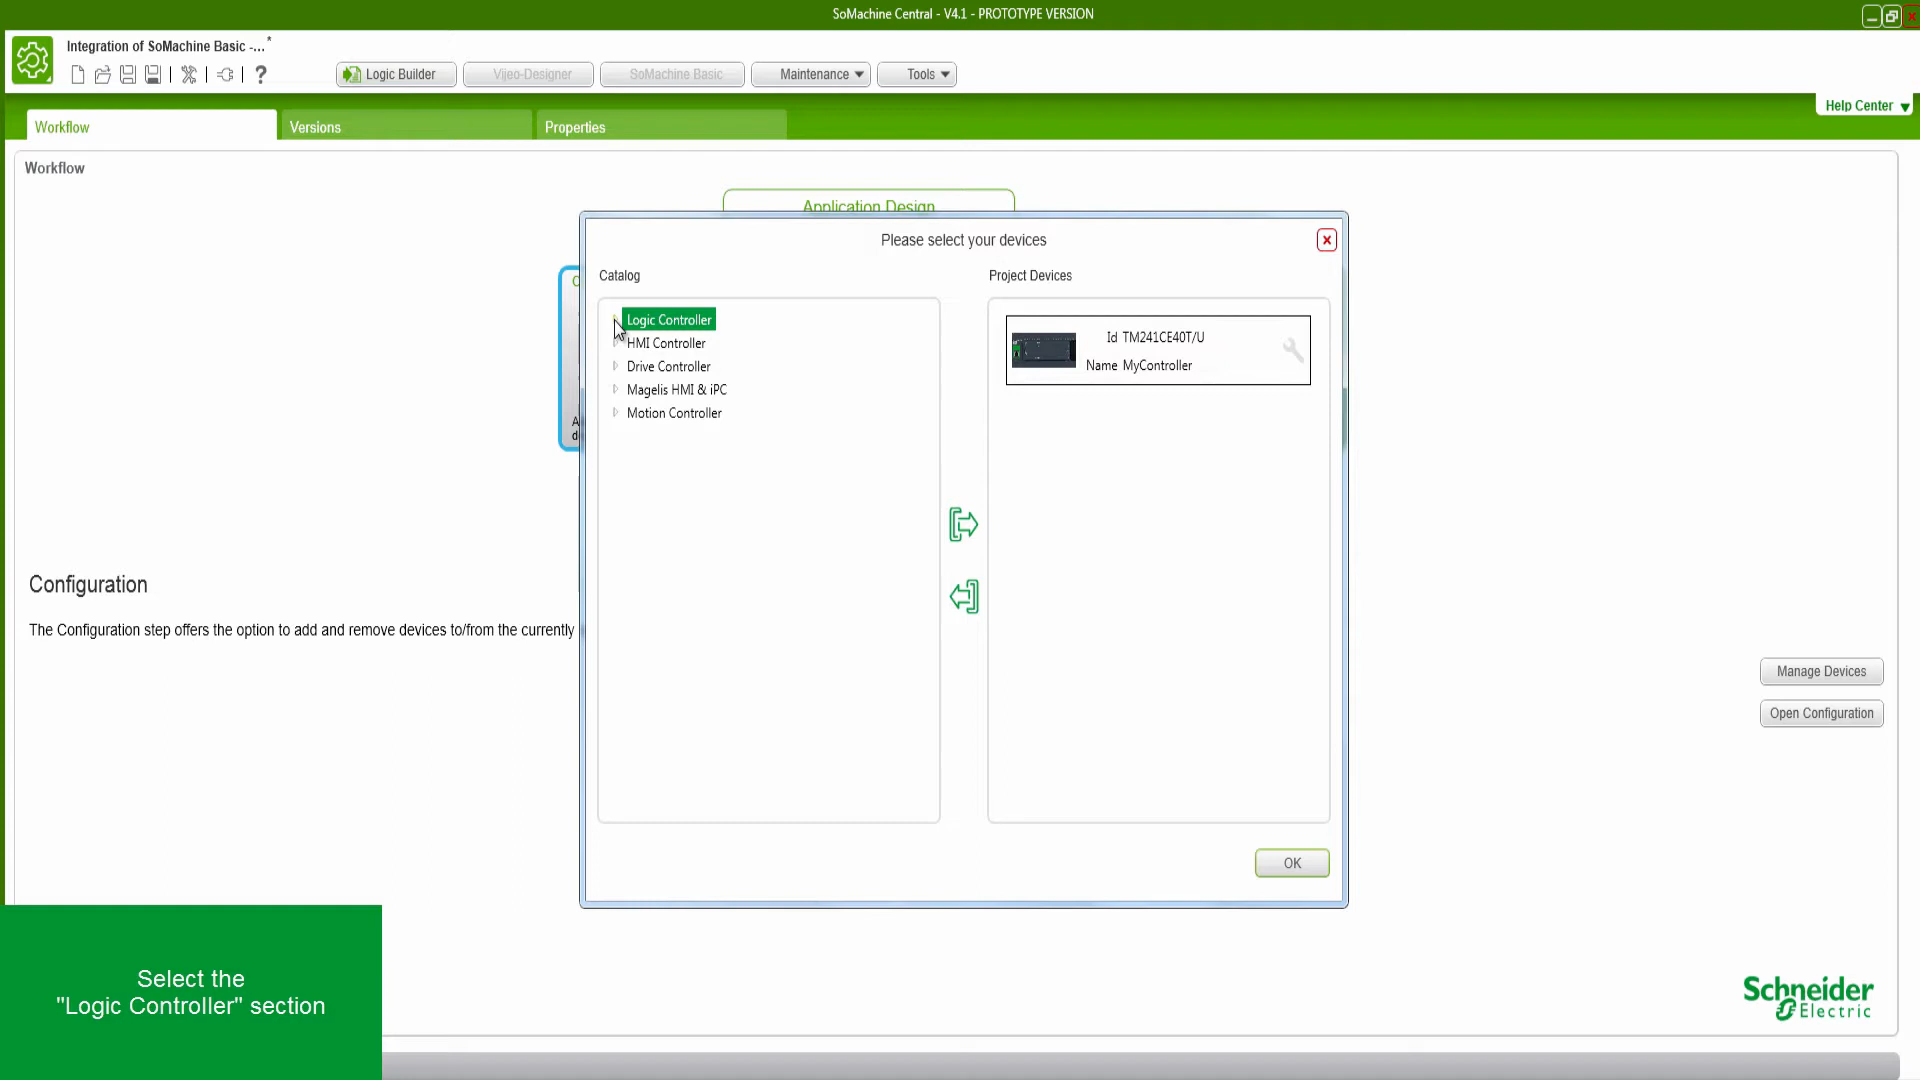 SoMachine Central - V4.1 - PROTOTYPE VERSION
Integration of SoMachine Basic -...*
Logic Builder
Vijeo-Designer
SoMachine Basic
Maintenance
Tools
Help Center
Workflow
Versions
Properties
Workflow
Application Design
Please select your devices
Catalog
Project Devices
Logic Controller
HMI Controller
Drive Controller
Magelis HMI & iPC
Motion Controller
Id TM241CE40T/U
Name MyController
Configuration
The Configuration step offers the option to add and remove devices to/from the currently
Manage Devices
Open Configuration
OK
Select the
"Logic Controller" section
Schneider
Electric